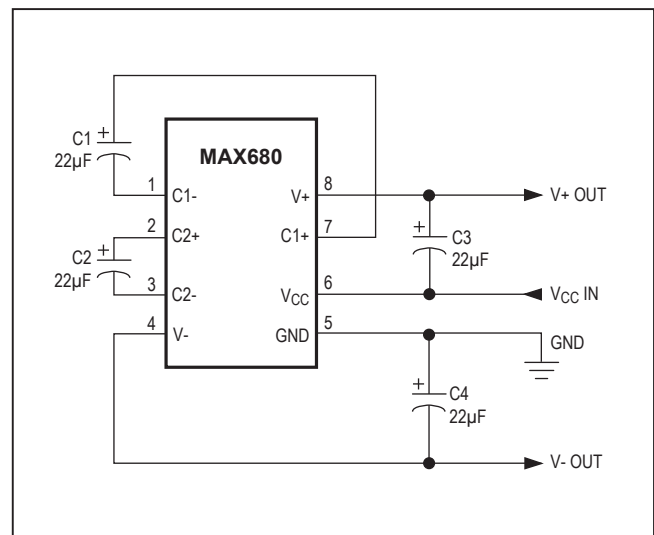 MAX680
C1 +
22µF
1 C1-
2 C2+
C2 +
22µF
3 C2-
4 V-
V+ 8
C1+ 7
VCC 6
GND 5
+ C3
22µF
+ C4
22µF
V+ OUT
VCC IN
GND
V- OUT